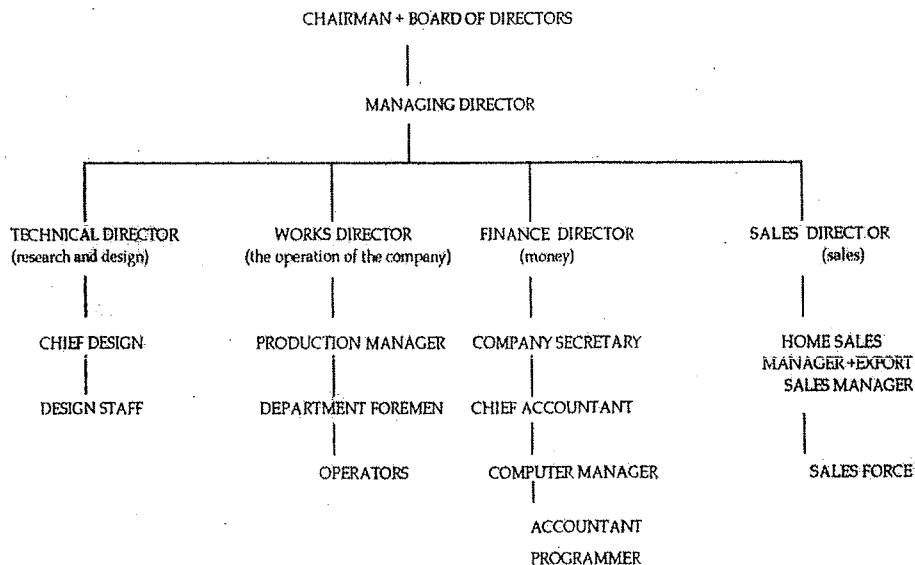 CHAIRMAN + BOARD OF DIRECTORS
MANAGING DIRECTOR
TECHNICAL DIRECTOR
(research and design)
WORKS DIRECTOR
(the operation of the company)
FINANCE DIRECTOR
(money)
SALES DIRECTOR
(sales)
CHIEF DESIGN
PRODUCTION MANAGER
COMPANY SECRETARY
HOME SALES
MANAGER +EXPORT
SALES MANAGER
DESIGN STAFF
DEPARTMENT FOREMEN
CHIEF ACCOUNTANT
OPERATORS
COMPUTER MANAGER
SALES FORCE
ACCOUNTANT
PROGRAMMER